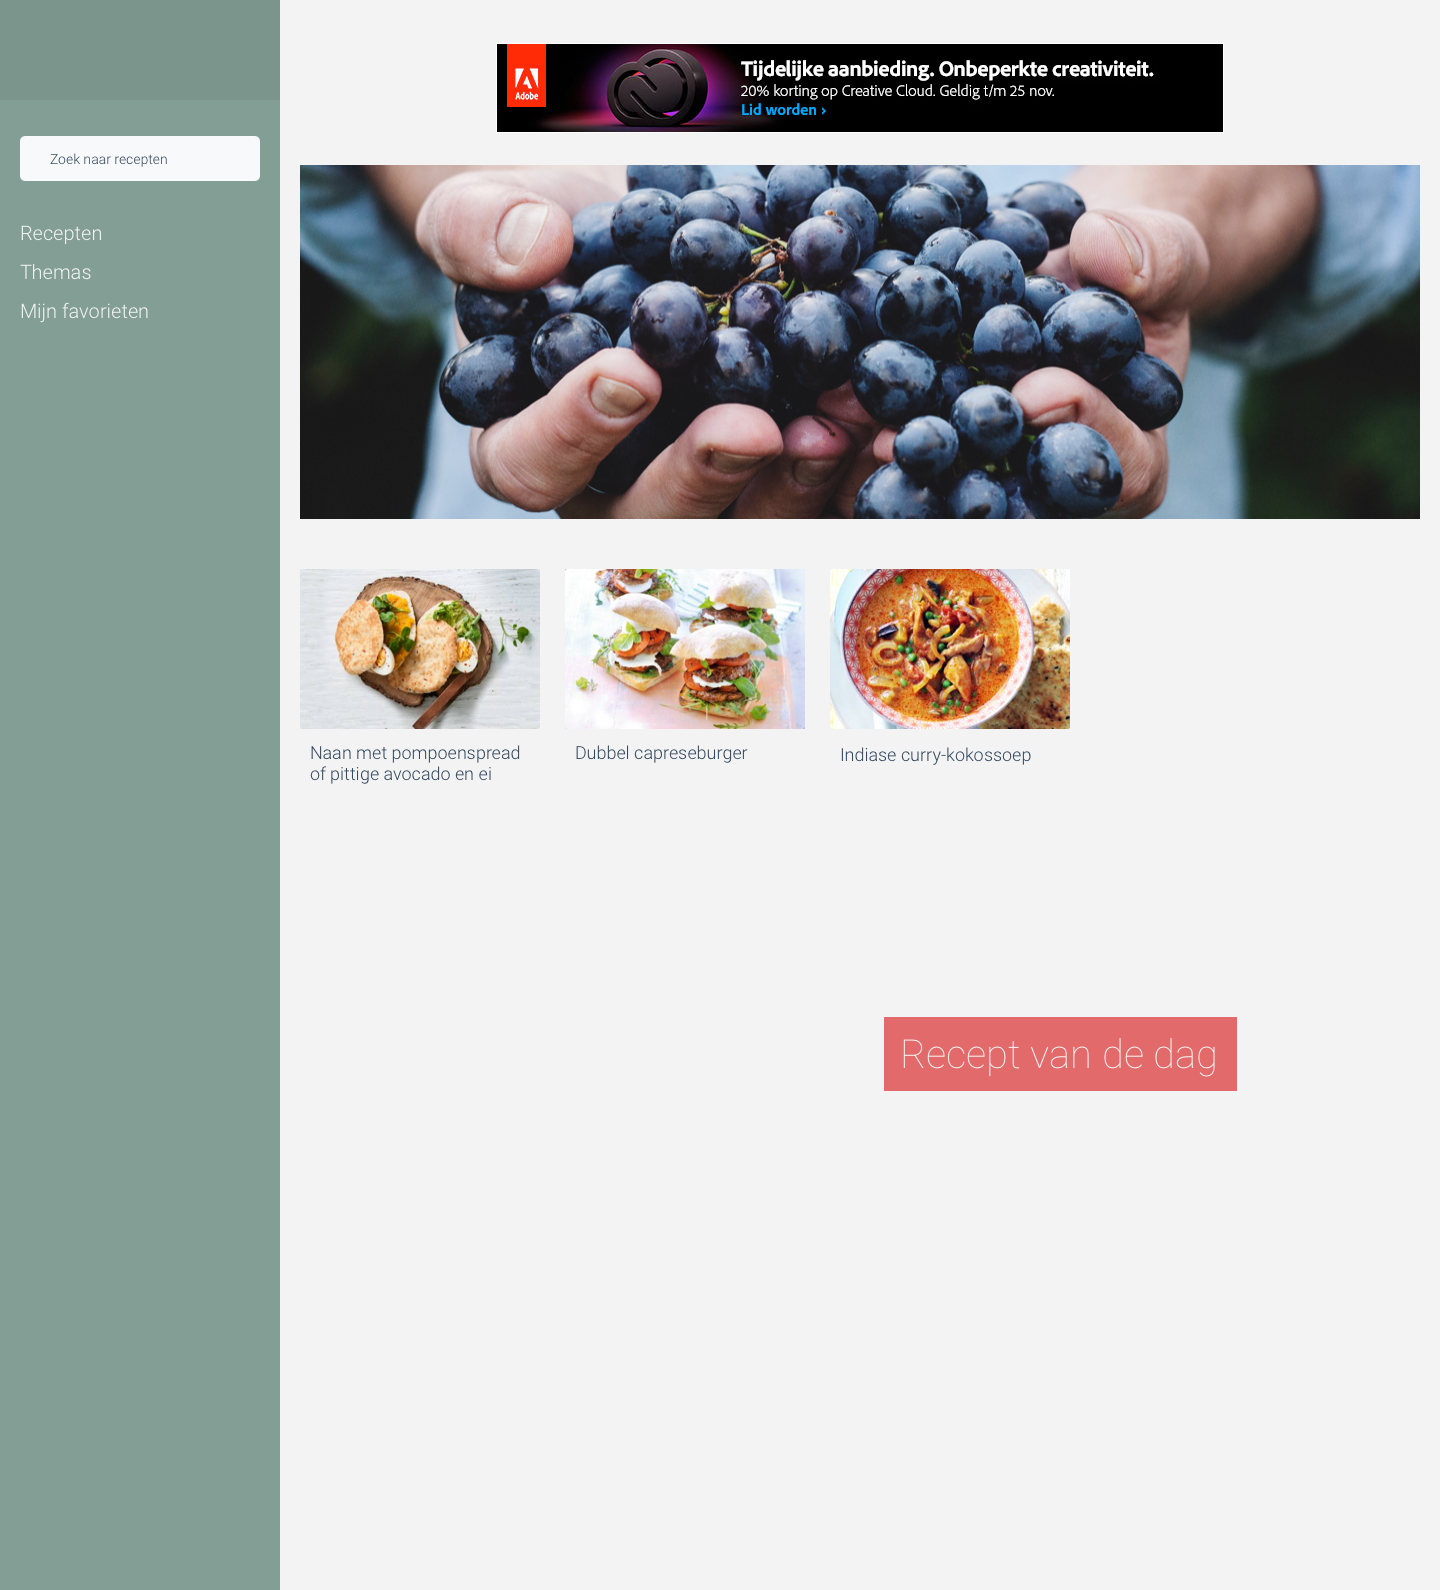 Adobe
Tijdelijke aanbieding. Onbeperkte creativiteit.
20% korting op Creative Cloud. Geldig t/m 25 nov.
Lid worden ›
Zoek naar recepten
Recepten
Themas
Mijn favorieten
Naan met pompoenspread
of pittige avocado en ei
Dubbel capreseburger
Indiase curry-kokossoep
Recept van de dag